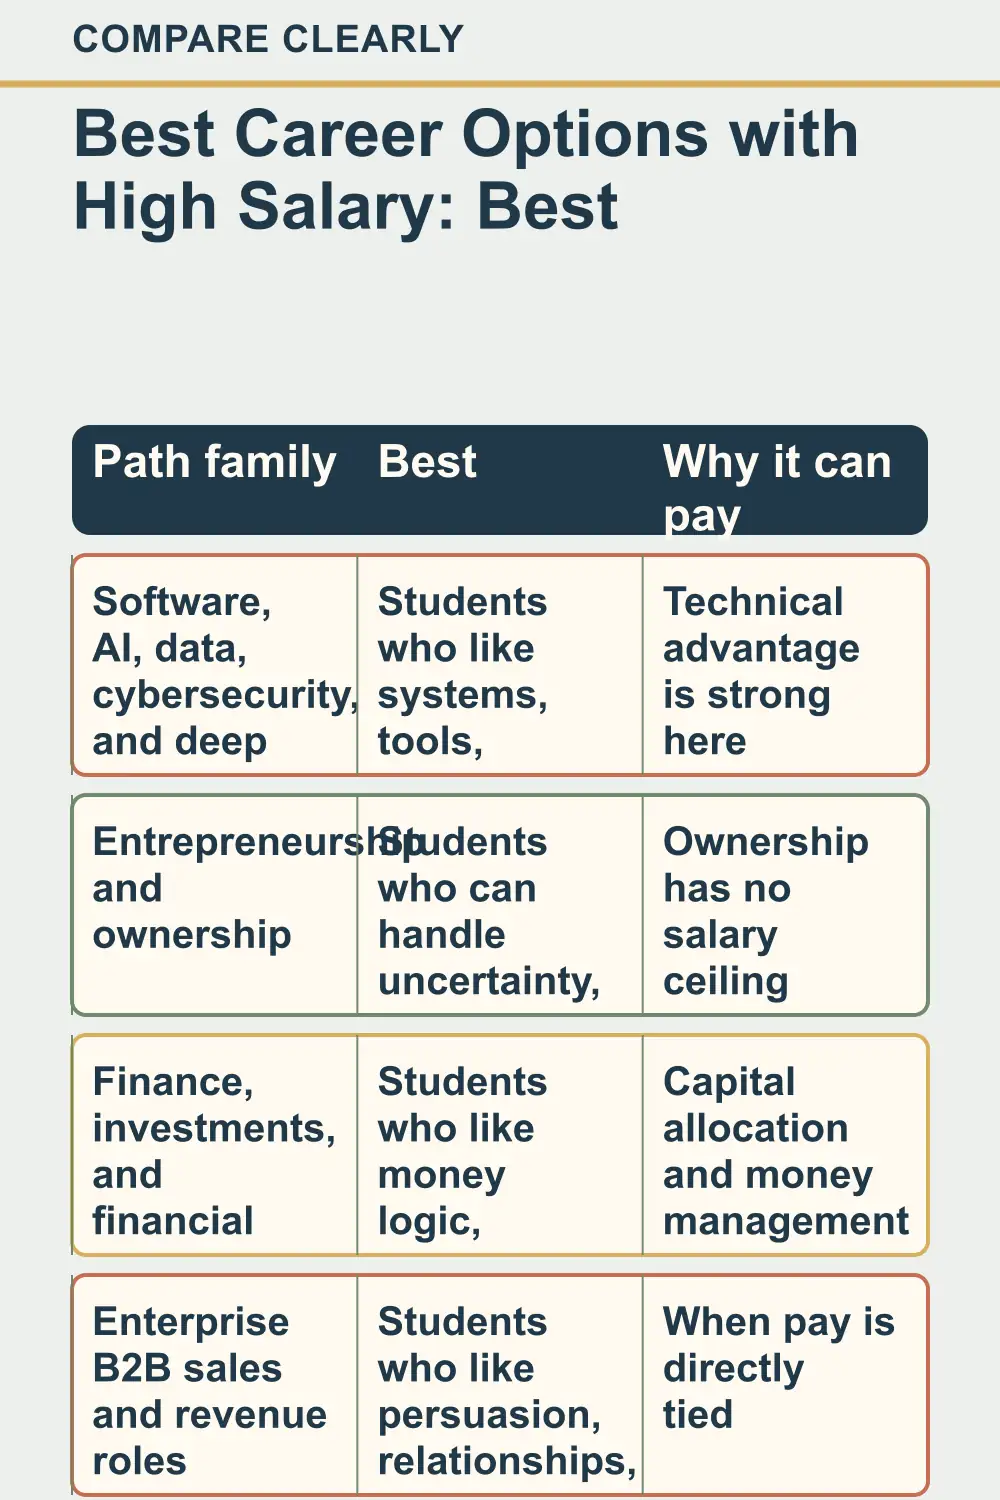 COMPARE CLEARLY
Best Career Options with
High Salary: Best
Path family
Best
Why it can
pay
Software,
AI, data,
cybersecurity,
and deep
Students
who like
systems,
tools,
Technical
advantage
is strong
here
Entrepreneurship
and
ownership
Students
who can
handle
uncertainty,
Ownership
has no
salary
ceiling
Finance,
investments,
and
financial
Students
who like
money
logic,
Capital
allocation
and money
management
Enterprise
B2B sales
and revenue
roles
Students
who like
persuasion,
relationships,
When pay is
directly
tied